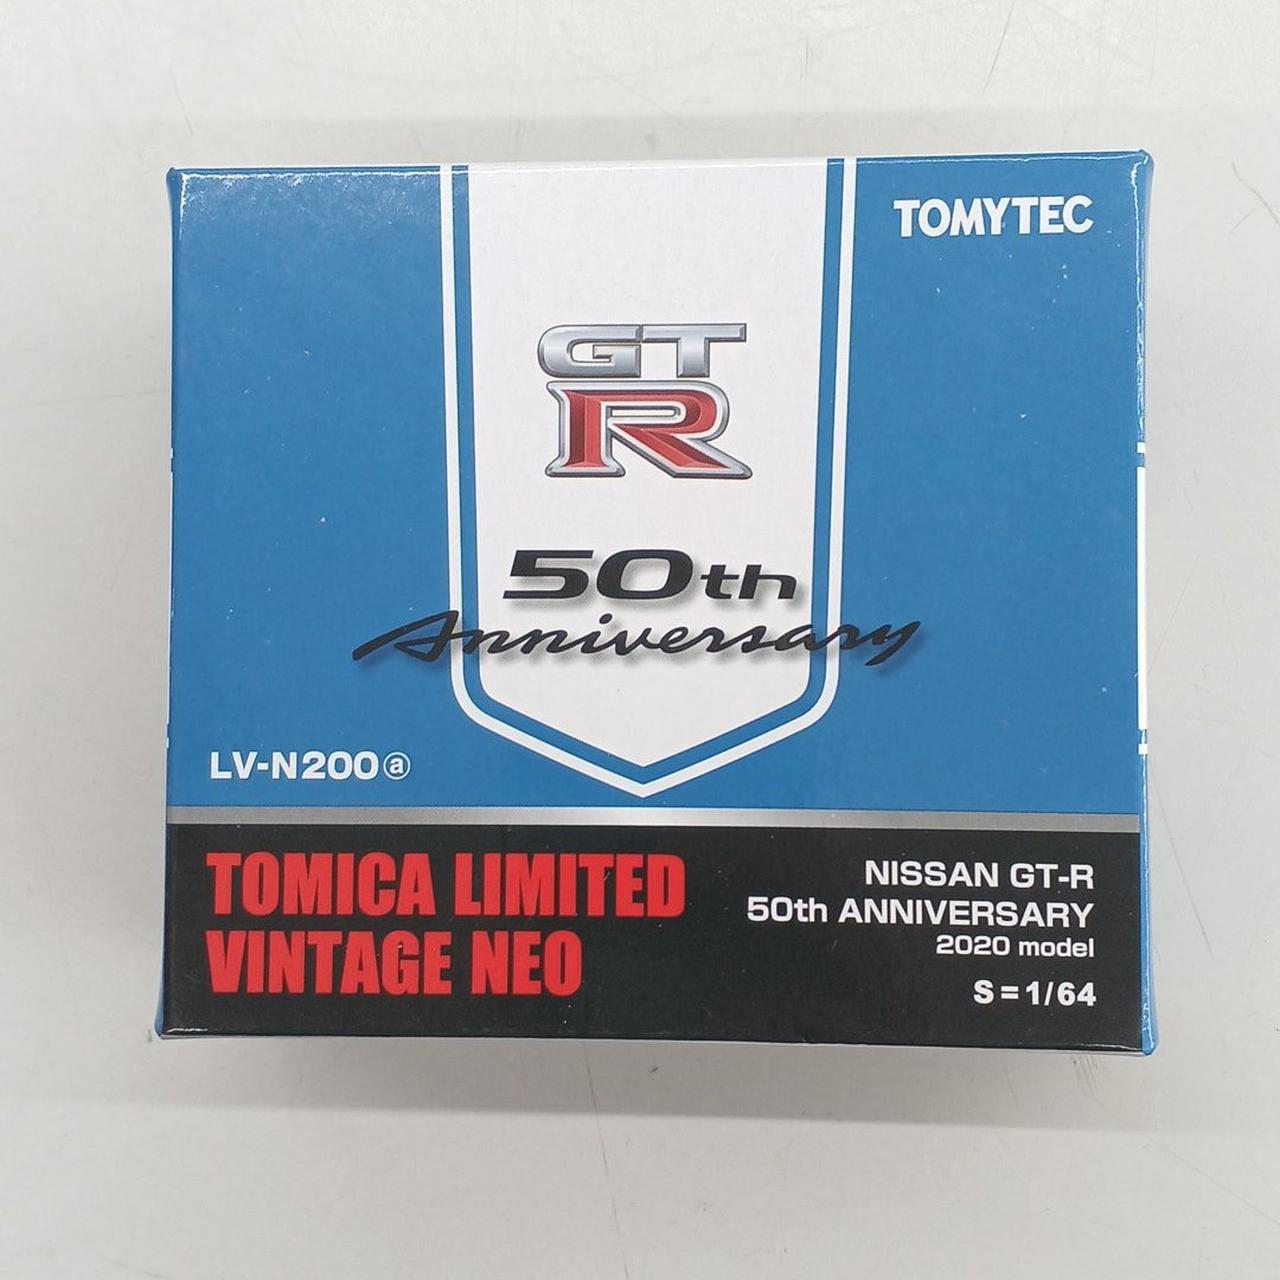 TOMYTEC
GT
R
50th
Anniversary
LV-N200ⓐ
TOMICA LIMITED
VINTAGE NEO
NISSAN GT-R
50th ANNIVERSARY
2020 model
S=1/64